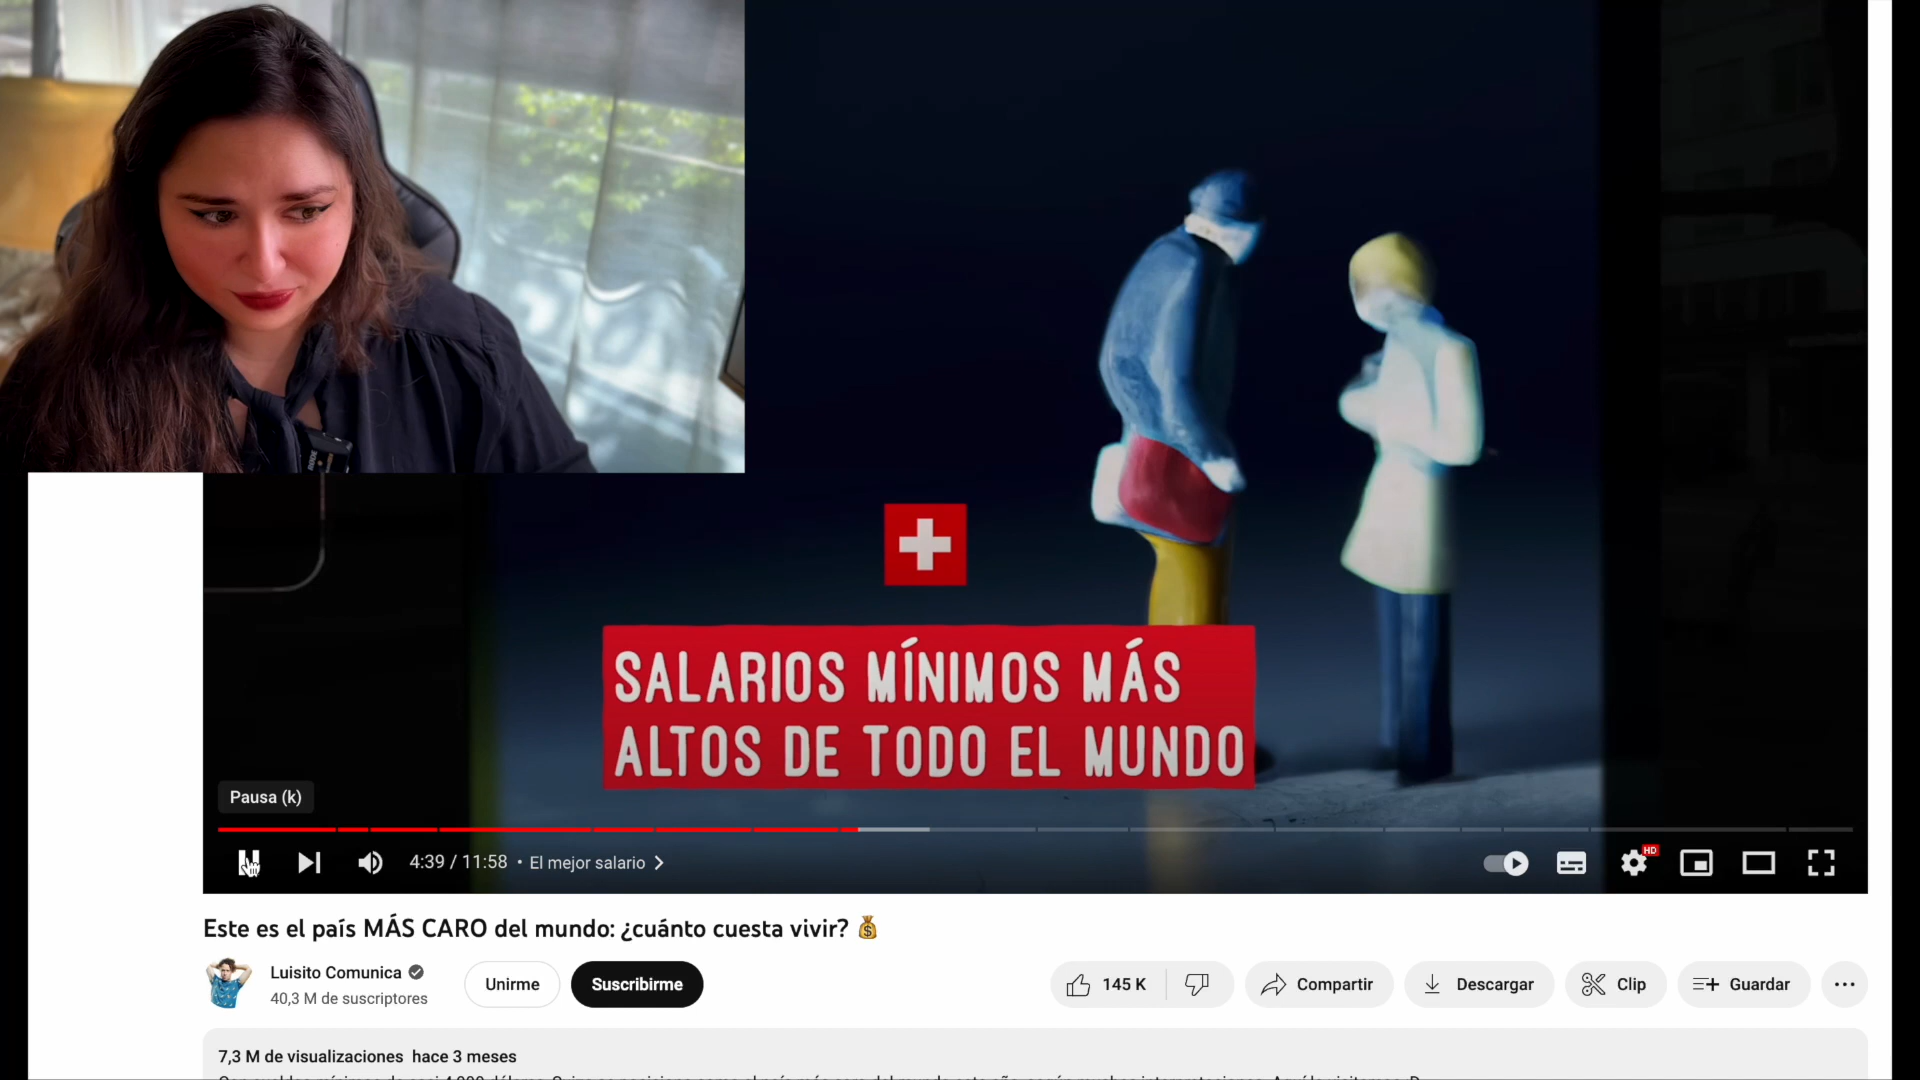 SALARIOS MÍNIMOS MÁS
ALTOS DE TODO EL MUNDO
Pausa (k)
4:39 / 11:58 • El mejor salario
HD
Este es el país MÁS CARO del mundo: ¿cuánto cuesta vivir? 💰
Luisito Comunica
40,3 M de suscriptores
Unirme
Suscribirme
145 K
Compartir
Descargar
Clip
Guardar
7,3 M de visualizaciones hace 3 meses